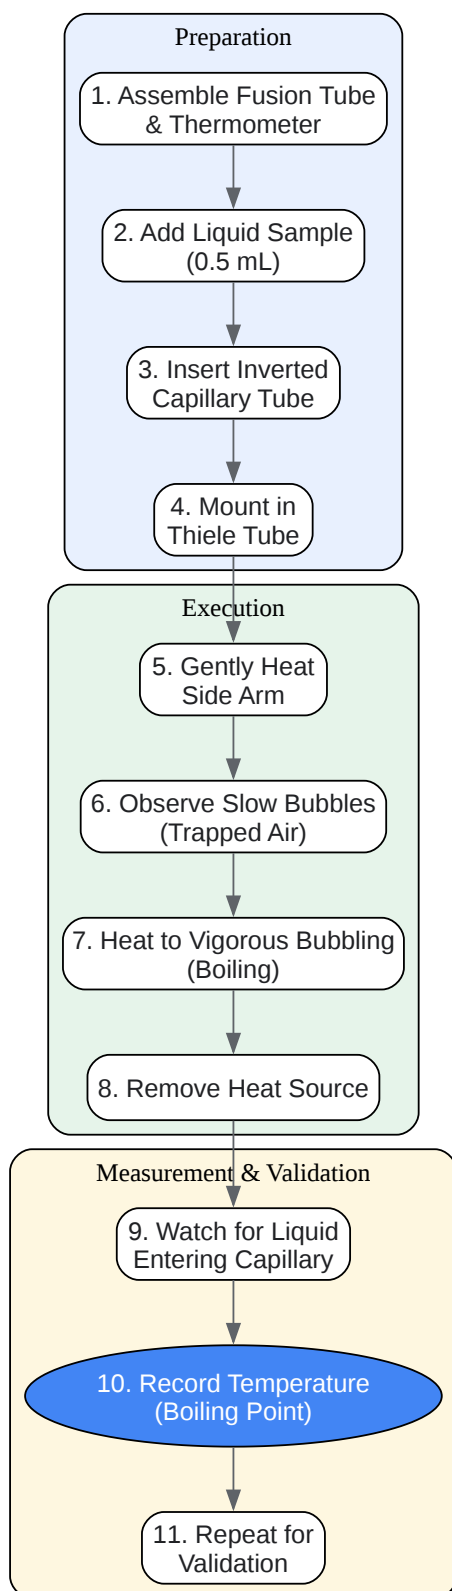 Preparation
1. Assemble Fusion Tube
& Thermometer
2. Add Liquid Sample
(0.5 mL)
3. Insert Inverted
Capillary Tube
4. Mount in
Thiele Tube
Execution
5. Gently Heat
Side Arm
6. Observe Slow Bubbles
(Trapped Air)
7. Heat to Vigorous Bubbling
(Boiling)
8. Remove Heat Source
Measurement & Validation
9. Watch for Liquid
Entering Capillary
10. Record Temperature
(Boiling Point)
11. Repeat for
Validation